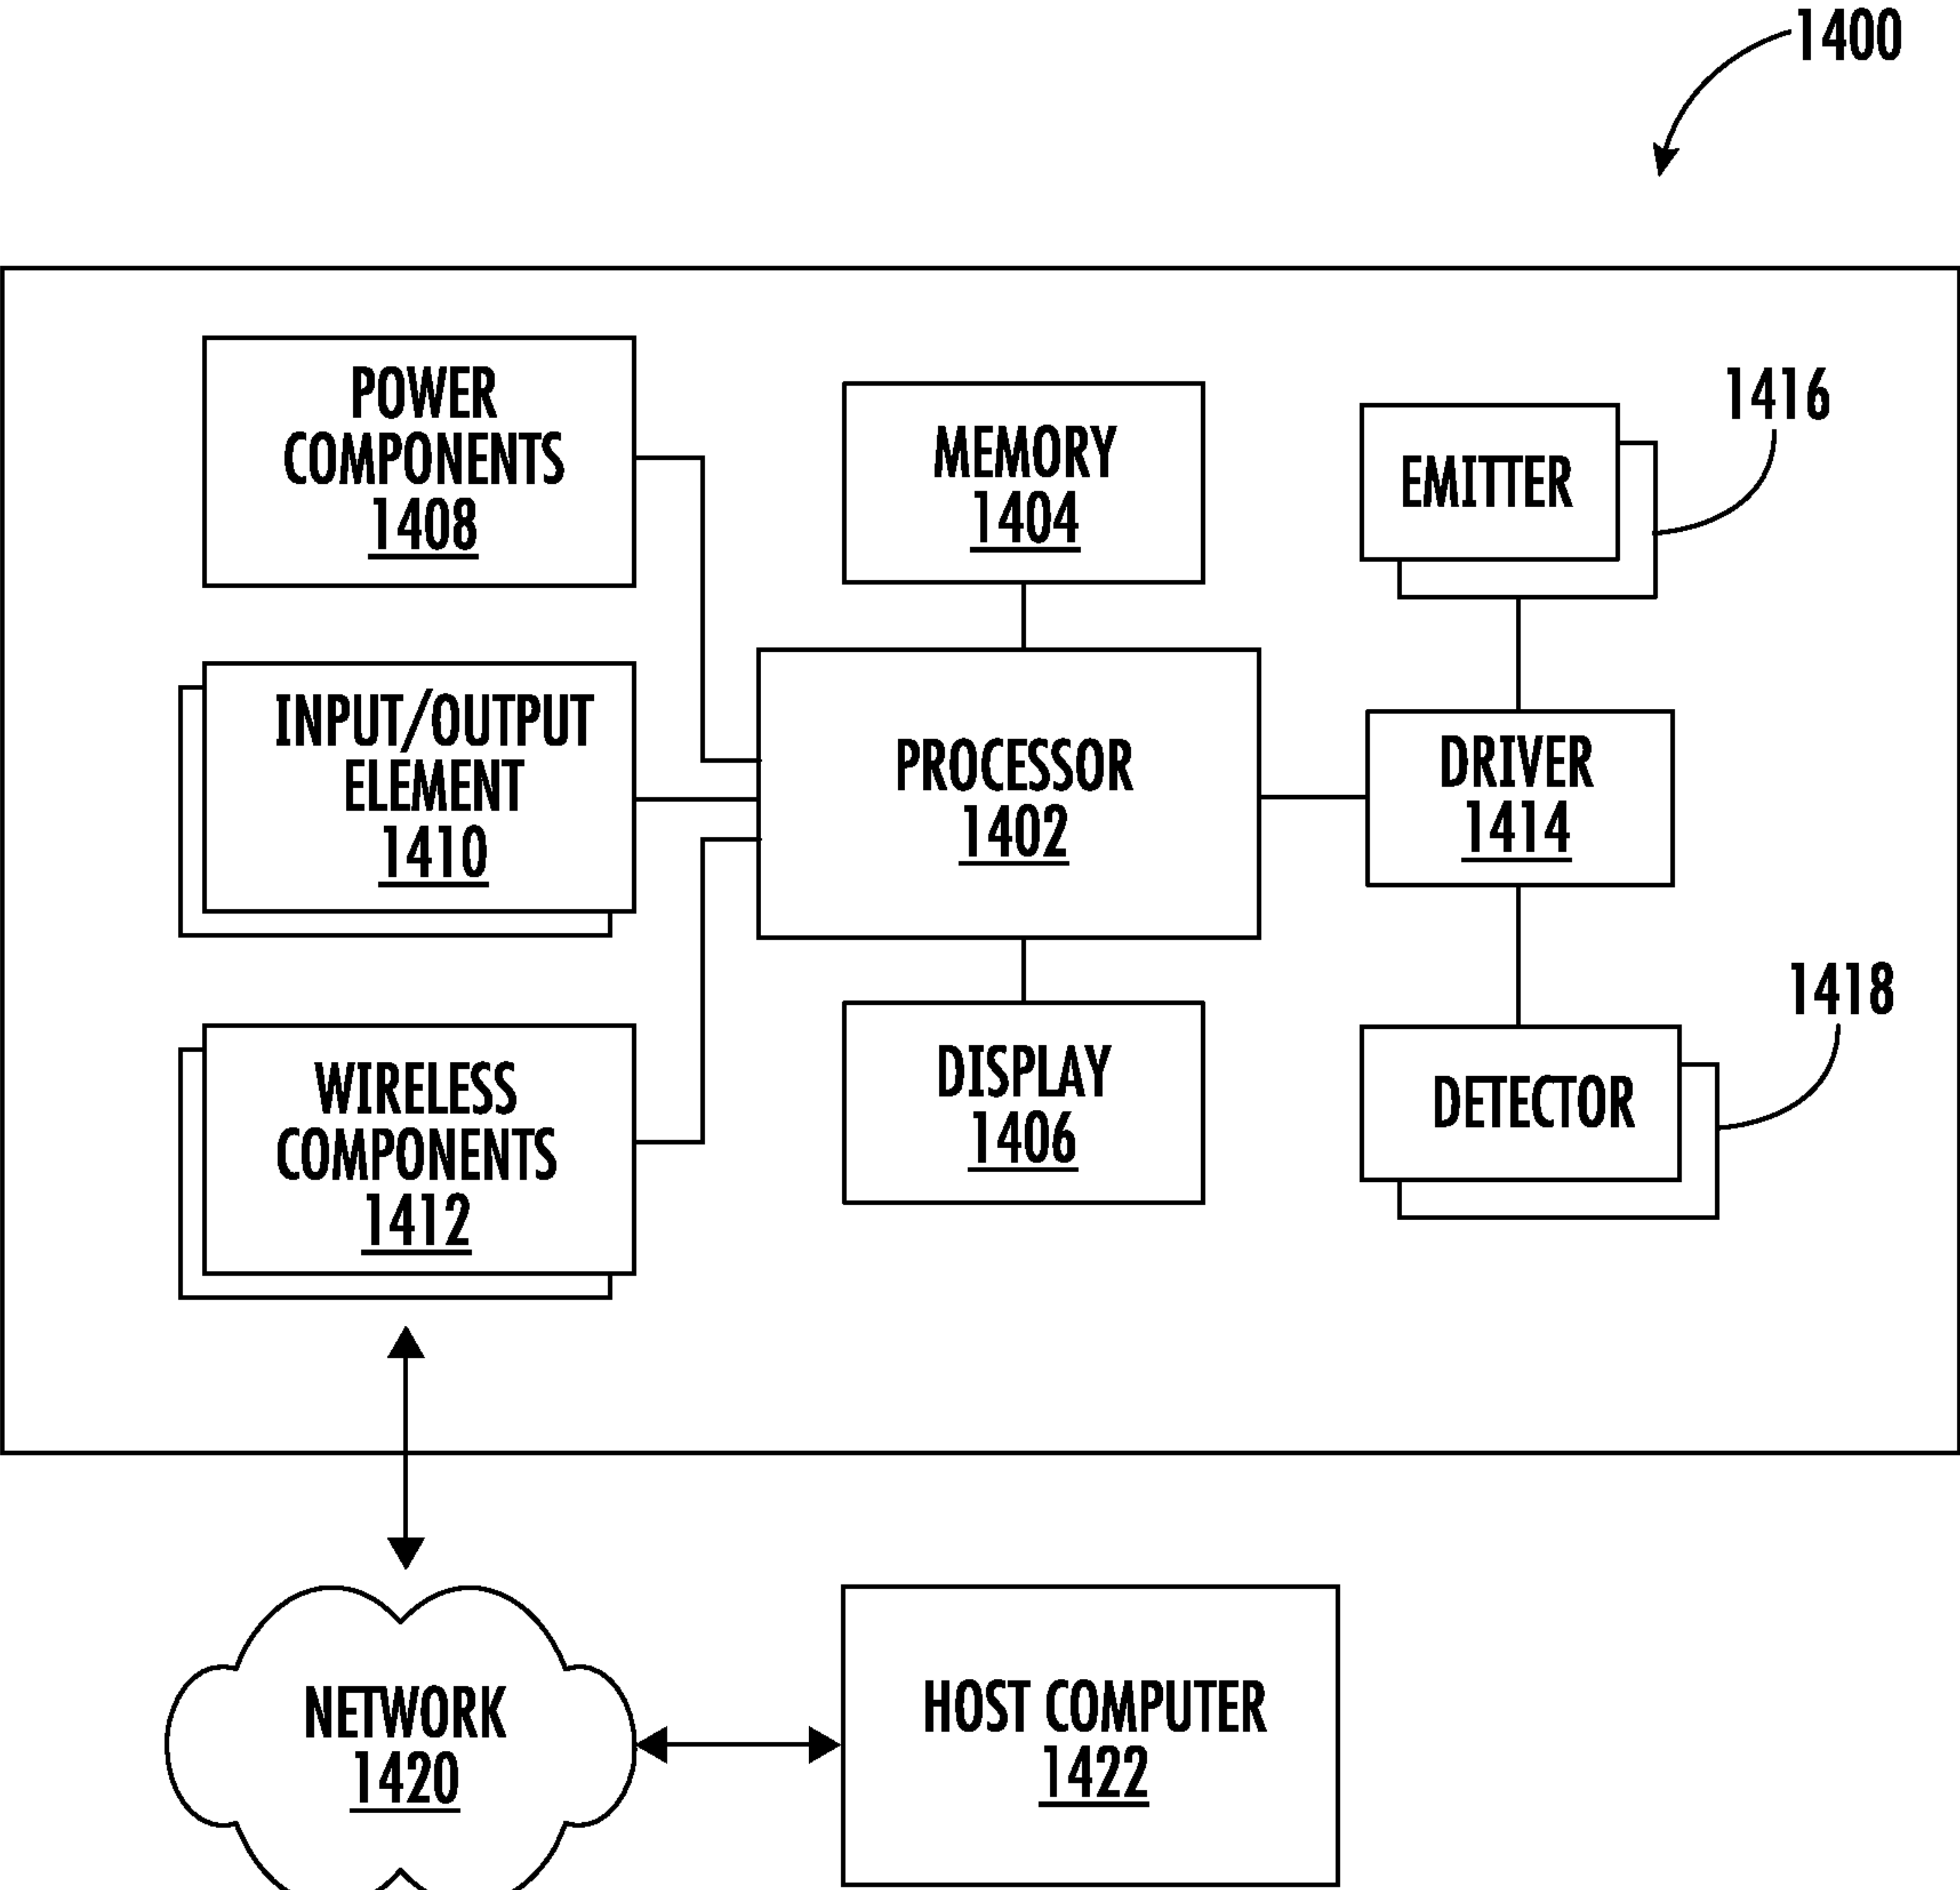 1400
POWER
COMPONENTS
1408
MEMORY
1404
EMITTER
1416
INPUT/OUTPUT
ELEMENT
1410
PROCESSOR
1402
DRIVER
1414
WIRELESS
COMPONENTS
1412
DISPLAY
1406
DETECTOR
1418
NETWORK
1420
HOST COMPUTER
1422